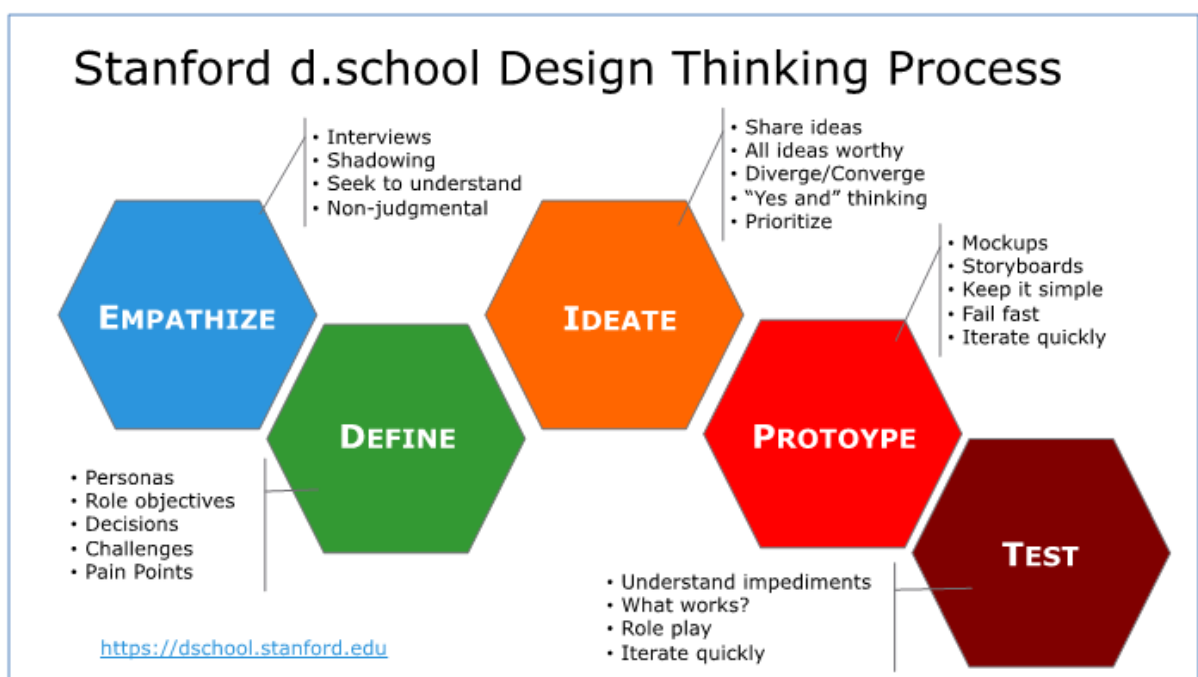 Stanford d.school Design Thinking Process
• Interviews
• Shadowing
• Seek to understand
• Non-judgmental
EMPATHIZE
• Personas
• Role objectives
• Decisions
• Challenges
• Pain Points
DEFINE
• Share ideas
• All ideas worthy
• Diverge/Converge
• “Yes and” thinking
• Prioritize
IDEATE
• Mockups
• Storyboards
• Keep it simple
• Fail fast
• Iterate quickly
PROTOYPE
• Understand impediments
• What works?
• Role play
• Iterate quickly
TEST
https://dschool.stanford.edu